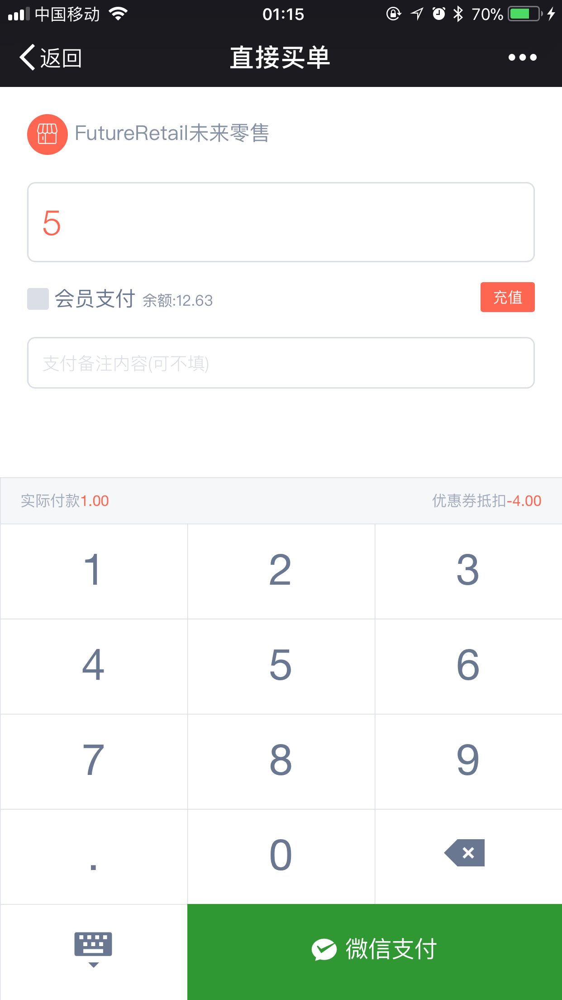 中国移动 01:15 70%
返回 直接买单
FutureRetail未来零售
5
会员支付 余额:12.63 充值
支付备注内容(可不填)
实际付款1.00 优惠券抵扣-4.00
1 2 3
4 5 6
7 8 9
. 0
微信支付